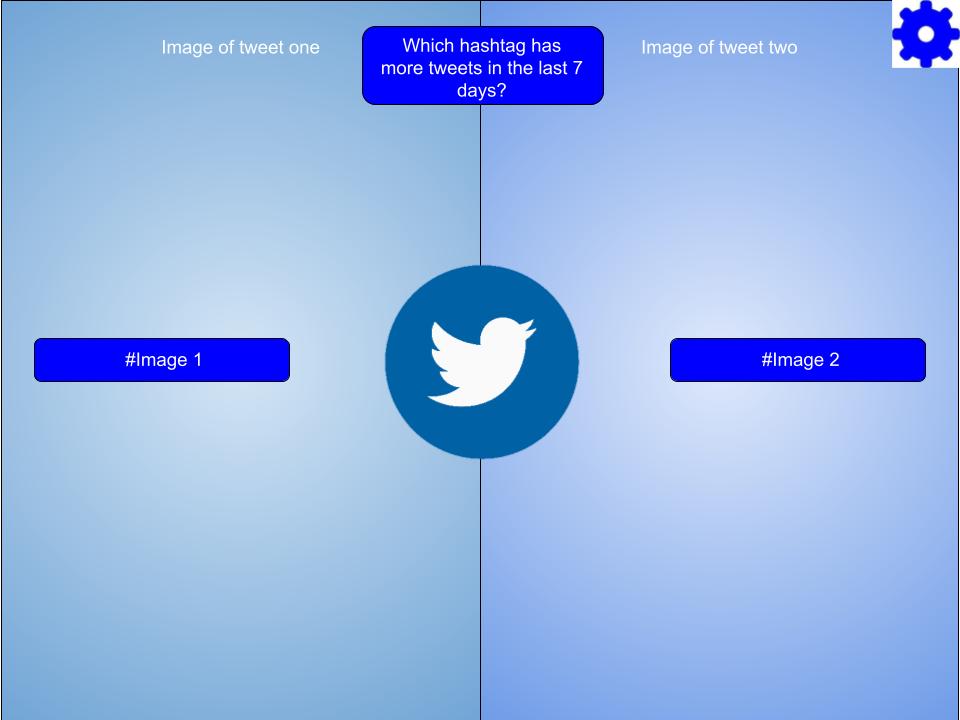 Image of tweet one
Which hashtag has
more tweets in the last 7
days?
Image of tweet two
#Image 1
#Image 2